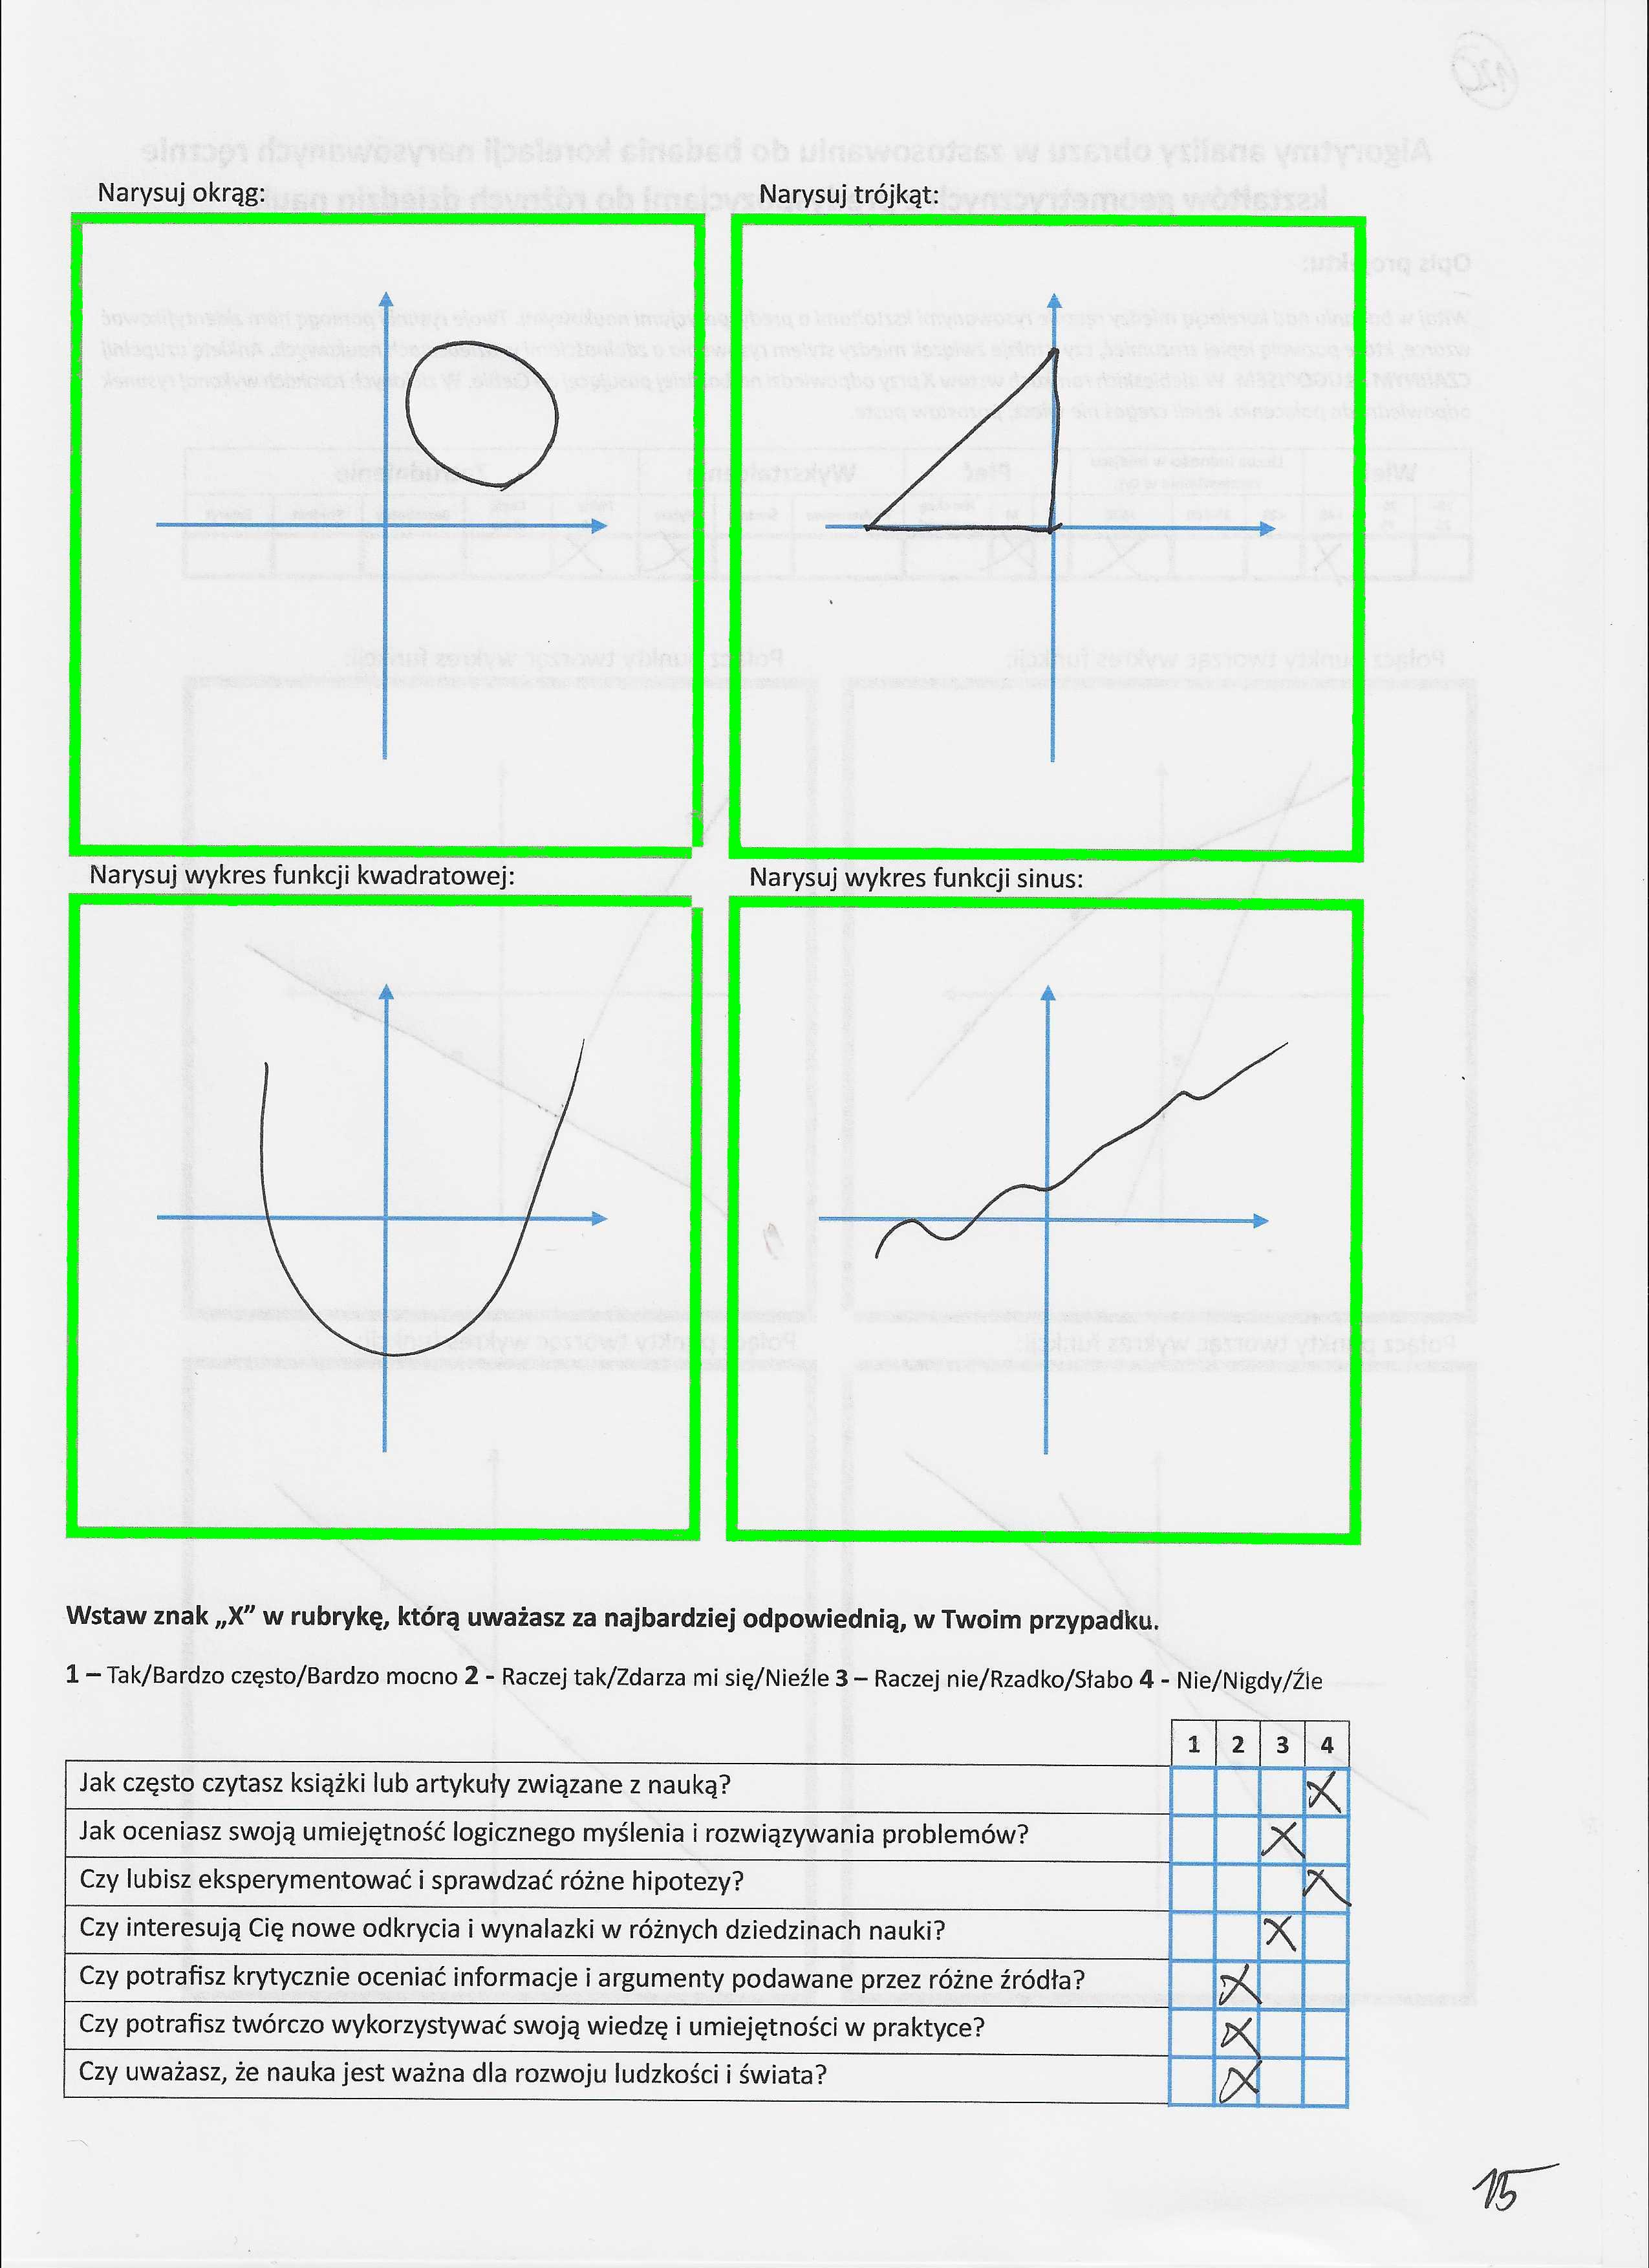 Narysuj okrąg:
Narysuj trójkąt:
Narysuj wykres funkcji kwadratowej:
Narysuj wykres funkcji sinus:
Wstaw znak „X” w rubrykę, którą uważasz za najbardziej odpowiednią, w Twoim przypadku.
1 – Tak/Bardzo często/Bardzo mocno 2 - Raczej tak/Zdarza mi się/Nieźle 3 – Raczej nie/Rzadko/Słabo 4 - Nie/Nigdy/Źle
1 2 3 4
Jak często czytasz książki lub artykuły związane z nauką? X
Jak oceniasz swoją umiejętność logicznego myślenia i rozwiązywania problemów? X
Czy lubisz eksperymentować i sprawdzać różne hipotezy? X
Czy interesują Cię nowe odkrycia i wynalazki w różnych dziedzinach nauki? X
Czy potrafisz krytycznie oceniać informacje i argumenty podawane przez różne źródła? X
Czy potrafisz twórczo wykorzystywać swoją wiedzę i umiejętności w praktyce? X
Czy uważasz, że nauka jest ważna dla rozwoju ludzkości i świata? X
15